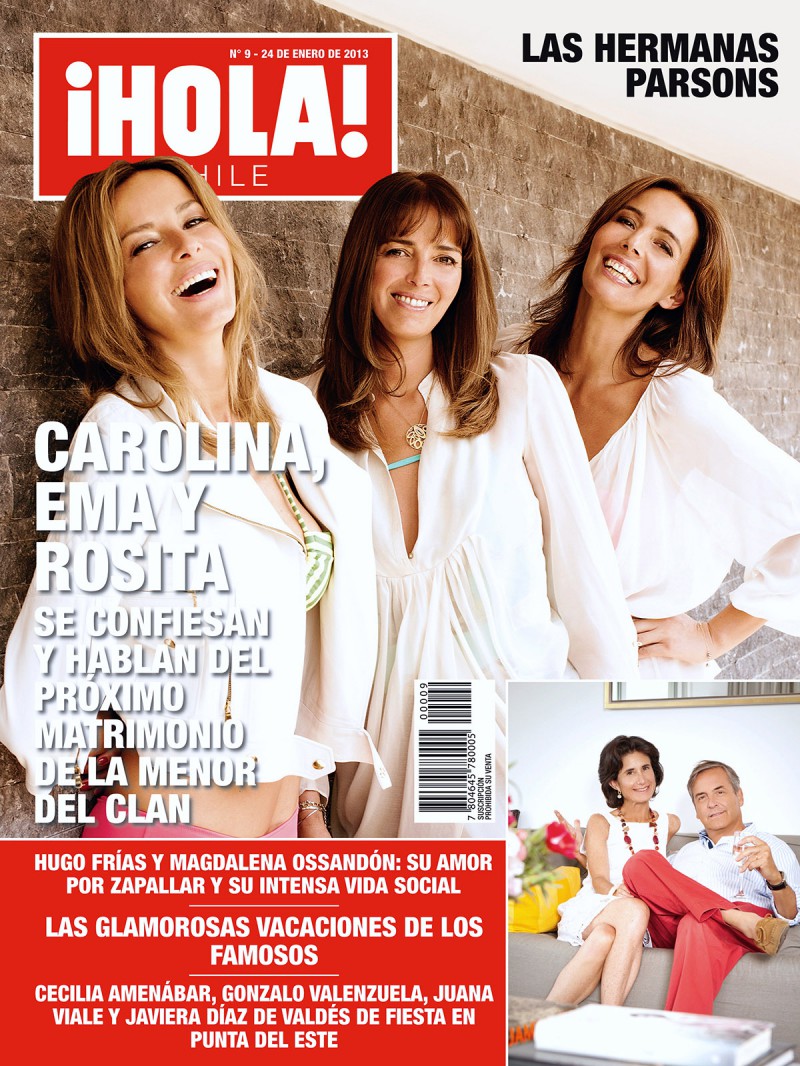 Nº 9 - 24 DE ENERO DE 2013
¡HOLA!
HILE
LAS HERMANAS
PARSONS
CAROLINA,
EMA Y
ROSITA
SE CONFIESAN
Y HABLAN DEL
PRÓXIMO
MATRIMONIO
DE LA MENOR
DEL CLAN
00009
7 804645 780005
SUSCRIPCIÓN
PROHIBIDA SU VENTA
HUGO FRÍAS Y MAGDALENA OSSANDÓN: SU AMOR
POR ZAPALLAR Y SU INTENSA VIDA SOCIAL
LAS GLAMOROSAS VACACIONES DE LOS
FAMOSOS
CECILIA AMENÁBAR, GONZALO VALENZUELA, JUANA
VIALE Y JAVIERA DÍAZ DE VALDÉS DE FIESTA EN
PUNTA DEL ESTE